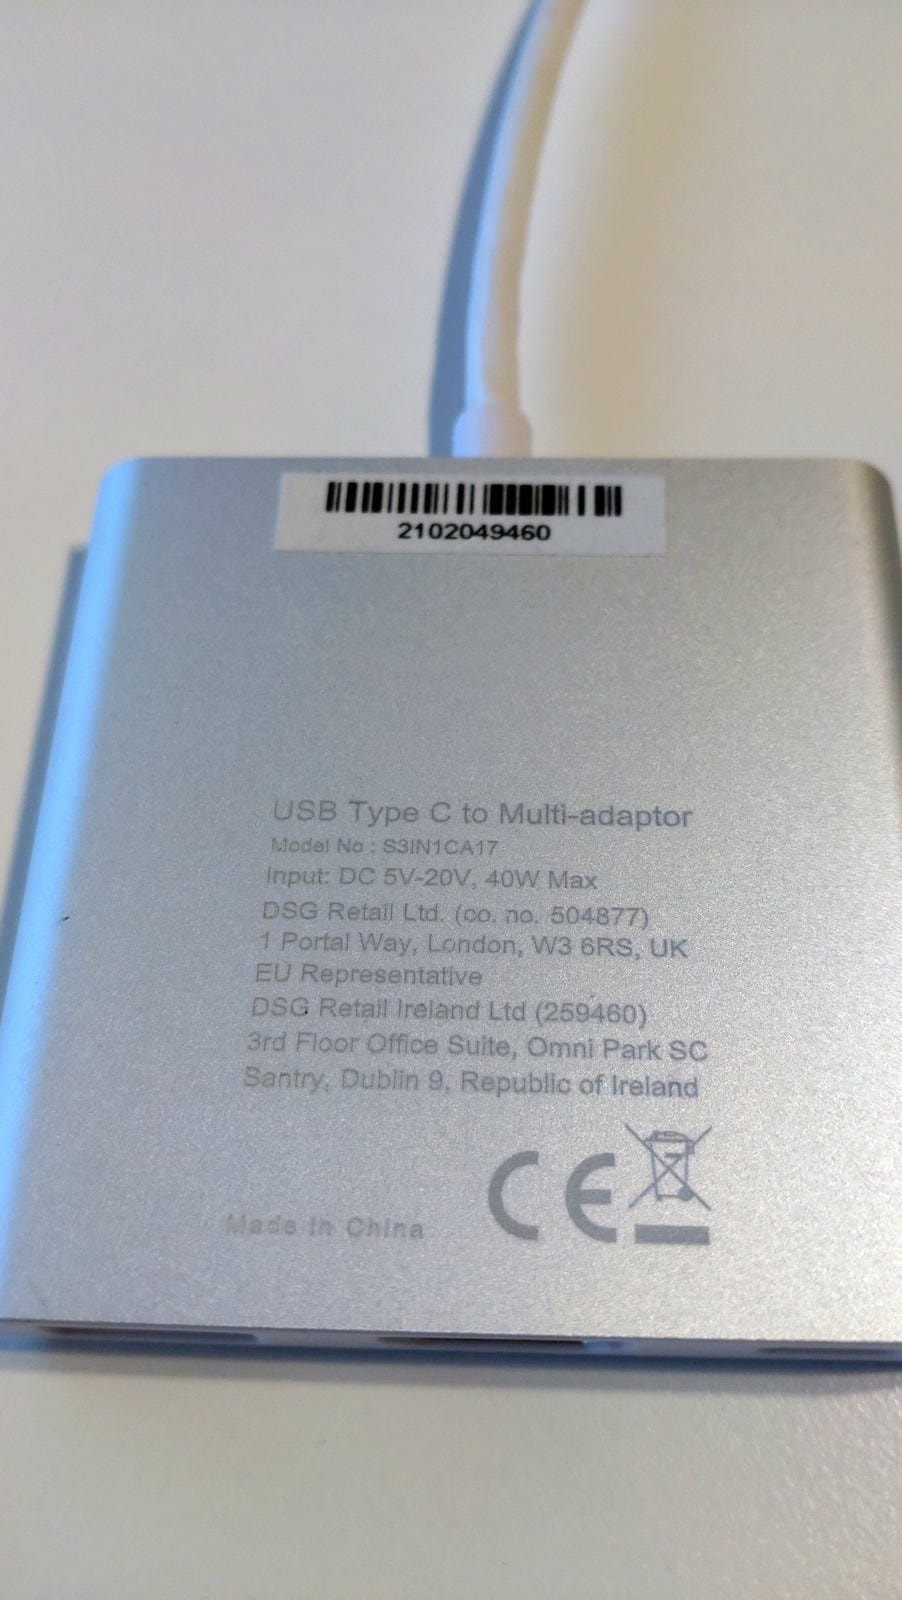 2102049460
USB Type C to Multi-adaptor
Model No : S3IN1CA17
Input: DC 5V-20V, 40W Max
DSG Retail Ltd. (co. no. 504877)
1 Portal Way, London, W3 6RS, UK
EU Representative
DSG Retail Ireland Ltd (259460)
3rd Floor Office Suite, Omni Park SC
Santry, Dublin 9, Republic of Ireland
Made in China CE